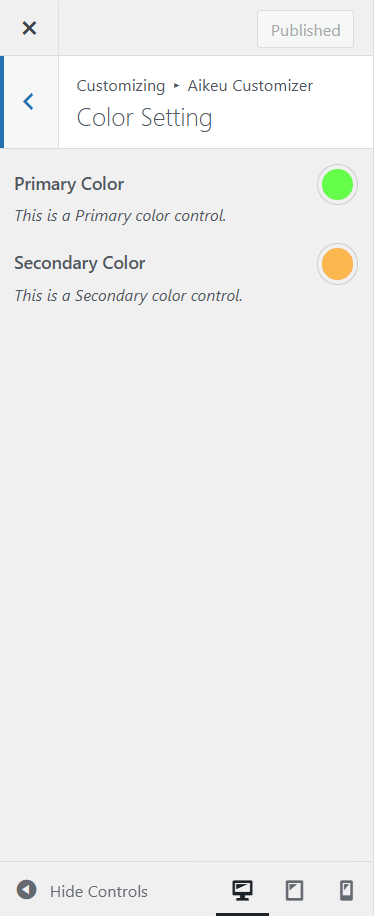 Published
Customizing ▸ Aikeu Customizer
Color Setting
Primary Color
This is a Primary color control.
Secondary Color
This is a Secondary color control.
Hide Controls